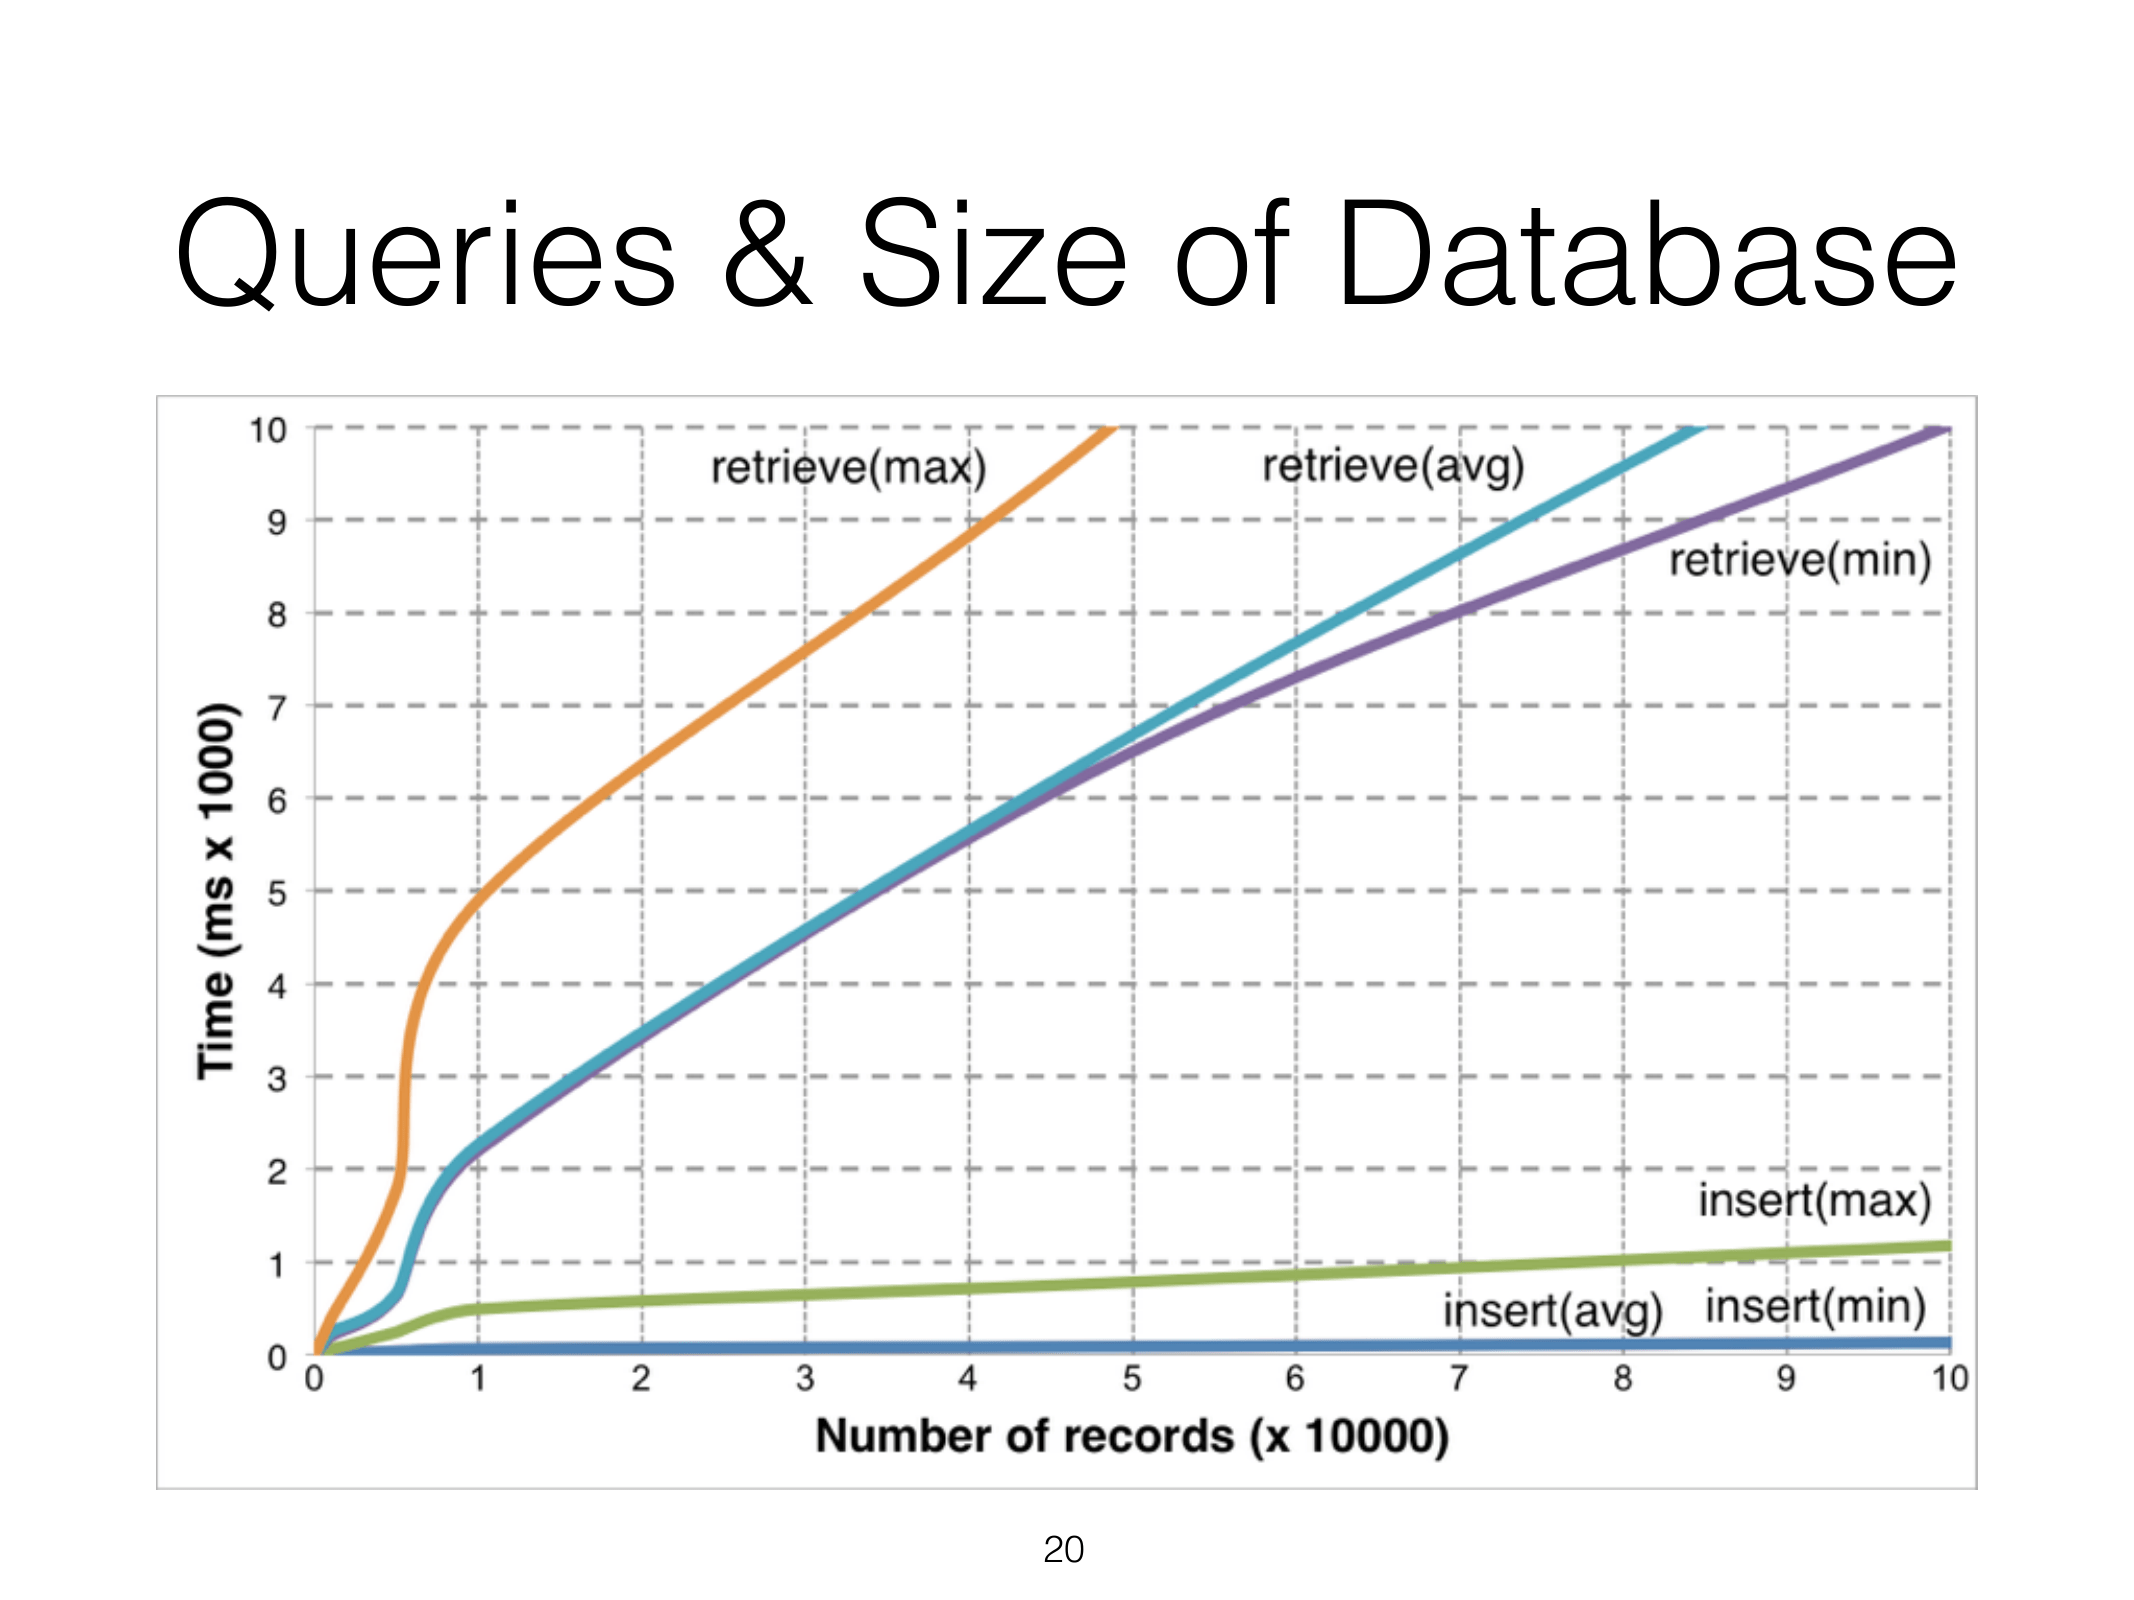 Queries & Size of Database
10
retrieve(max)
retrieve(avg)
9
retrieve(min)
8
7
6
5
4
3
2
insert(max)
1
insert(avg)
insert(min)
0
Time (ms x 1000)
0 1 2 3 4 5 6 7 8 9 10
Number of records (x 10000)
20